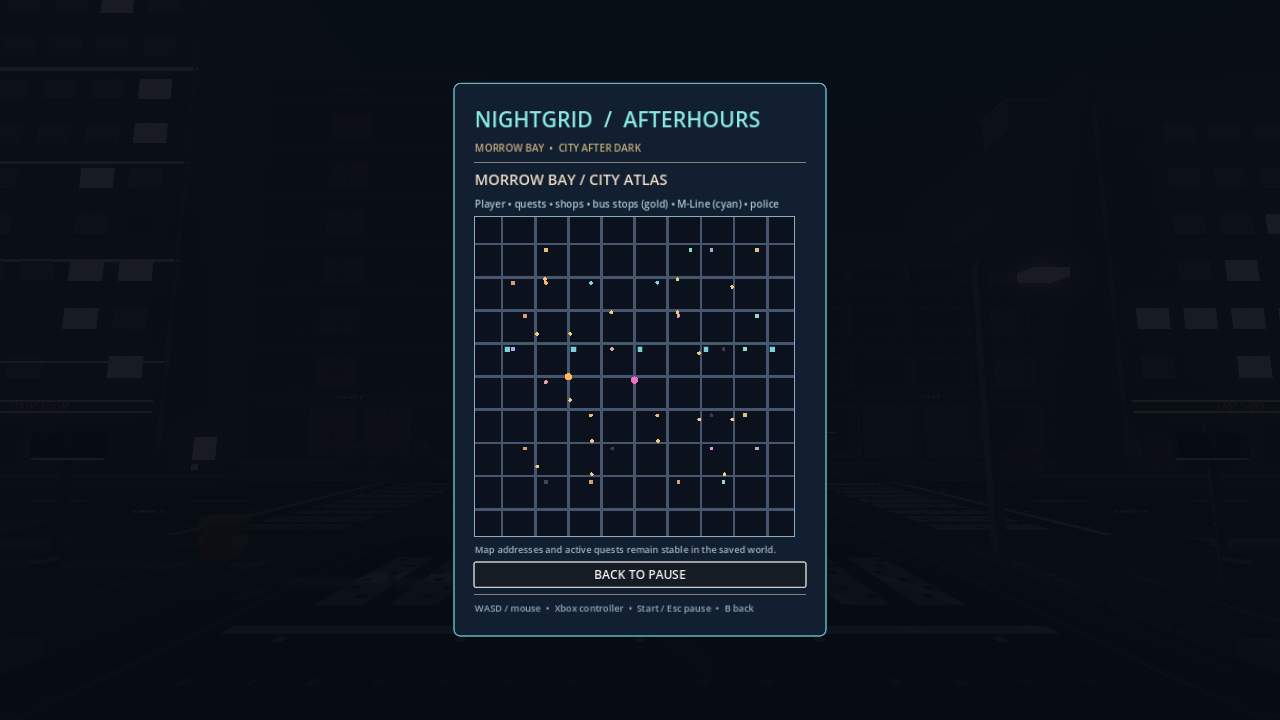 NIGHTGRID / AFTERHOURS
MORROW BAY • CITY AFTER DARK
MORROW BAY / CITY ATLAS
Player • quests • shops • bus stops (gold) • M-Line (cyan) • police
Map addresses and active quests remain stable in the saved world.
BACK TO PAUSE
WASD / mouse • Xbox controller • Start / Esc pause • B back